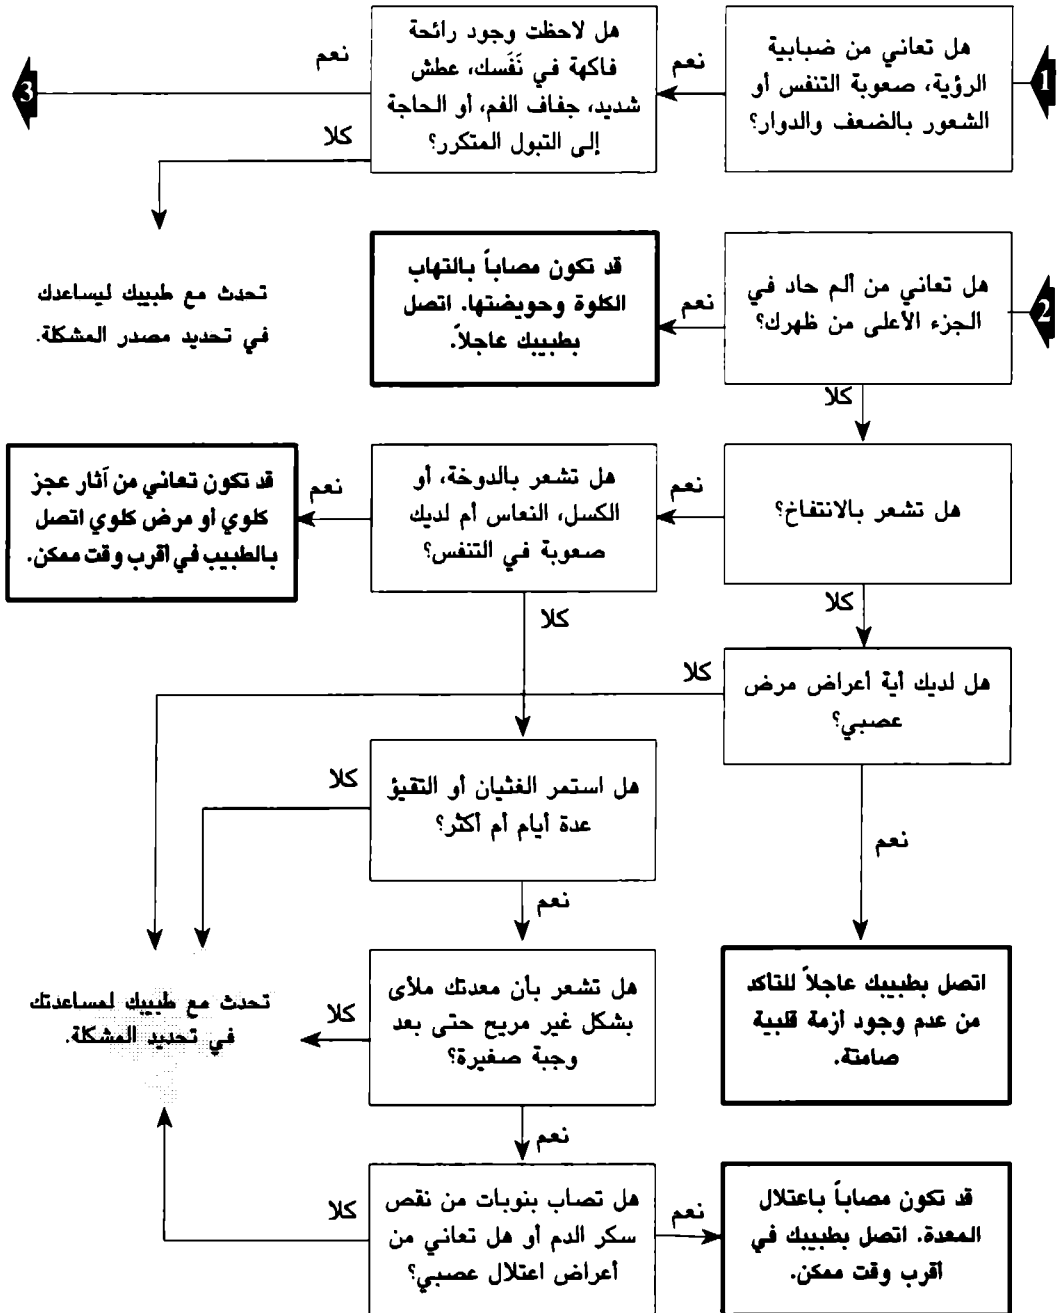 1
هل تعاني من ضبابية
الرؤية، صعوبة التنفس أو
الشعور بالضعف والدوار؟
نعم
هل لاحظت وجود رائحة
فاكهة في نَفَسك، عطش
شديد، جفاف الفم، أو الحاجة
إلى التبول المتكرر؟
نعم
3
كلا
تحدث مع طبيبك ليساعدك
في تحديد مصدر المشكلة.
2
هل تعاني من ألم حاد في
الجزء الأعلى من ظهرك؟
نعم
قد تكون مصاباً بالتهاب
الكلوة وحويضتها. اتصل
بطبيبك عاجلاً.
كلا
هل تشعر بالانتفاخ؟
نعم
هل تشعر بالدوخة، أو
الكسل، النعاس أم لديك
صعوبة في التنفس؟
نعم
قد تكون تعاني من آثار عجز
كلوي أو مرض كلوي اتصل
بالطبيب في أقرب وقت ممكن.
كلا
كلا
هل لديك أية أعراض مرض
عصبي؟
كلا
هل استمر الغثيان أو التقيؤ
عدة أيام أم أكثر؟
كلا
نعم
نعم
اتصل بطبيبك عاجلاً للتأكد
من عدم وجود أزمة قلبية
صامتة.
هل تشعر بأن معدتك ملأى
بشكل غير مريح حتى بعد
وجبة صغيرة؟
كلا
تحدث مع طبيبك لمساعدتك
في تحديد المشكلة.
نعم
هل تصاب بنوبات من نقص
سكر الدم أو هل تعاني من
أعراض اعتلال عصبي؟
كلا
نعم
قد تكون مصاباً باعتلال
المعدة. اتصل بطبيبك في
أقرب وقت ممكن.